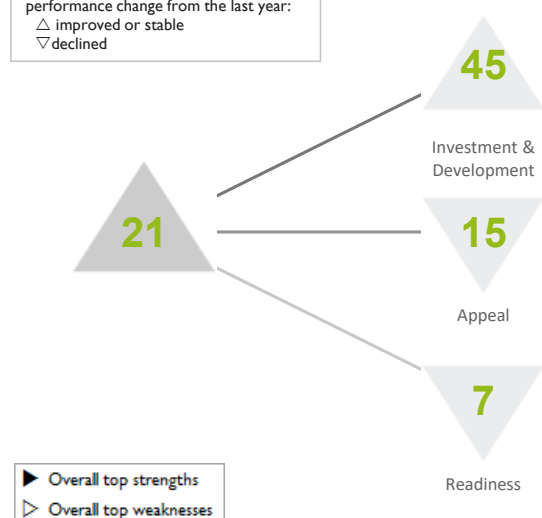 performance change from the last year:
△ improved or stable
▽declined
45
Investment &
Development
21
15
Appeal
7
Readiness
▶ Overall top strengths
▷ Overall top weaknesses